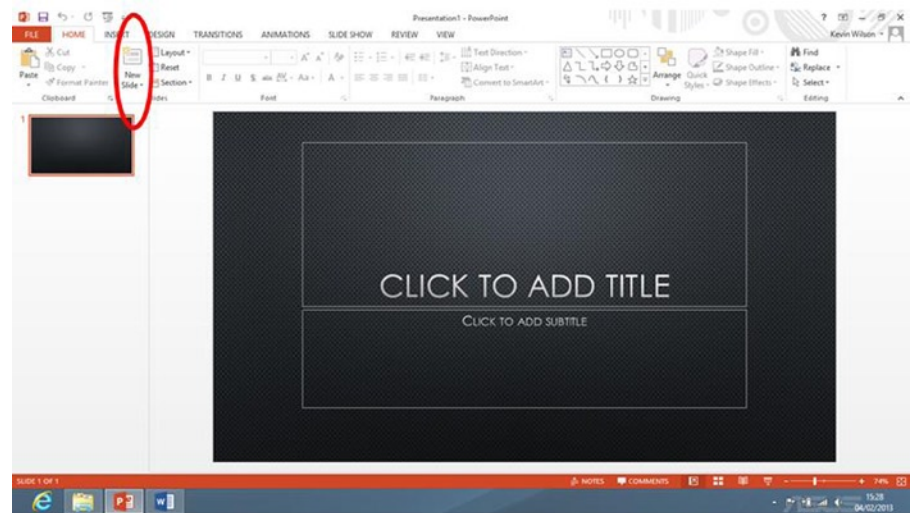 Presentation1 - PowerPoint
FILE HOME INSERT DESIGN TRANSITIONS ANIMATIONS SLIDE SHOW REVIEW VIEW Kevin Wilson
Cut Layout Text Direction Shape Fill Find
Copy Reset Align Text Shape Outline Replace
Paste Format Painter New Slide Section Convert to SmartArt Arrange Quick Styles Shape Effects Select
Clipboard Slides Font Paragraph Drawing Editing
1
CLICK TO ADD TITLE
CLICK TO ADD SUBTITLE
SLIDE 1 OF 1 NOTES COMMENTS 74%
15:28
04/02/2013